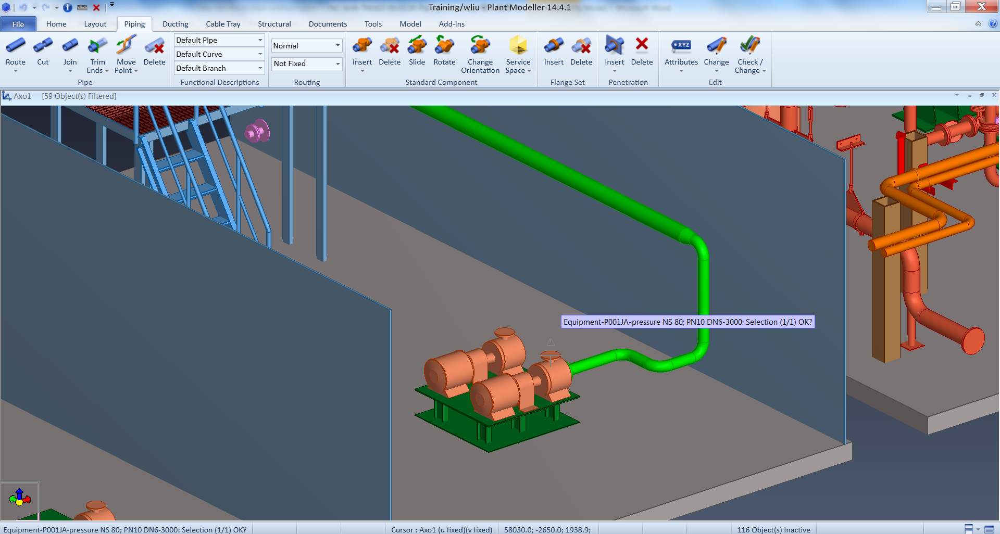 Training/wliu - Plant Modeller 14.4.1
File Home Layout Piping Ducting Cable Tray Structural Documents Tools Model Add-Ins
Route Cut Join Trim Ends Move Point Delete
Default Pipe
Default Curve
Default Branch
Normal
Not Fixed
Insert Delete Slide Rotate Change Orientation Service Space
Insert Delete
Insert Delete
XYZ
Attributes Change Check / Change
Pipe Functional Descriptions Routing Standard Component Flange Set Penetration Edit
Axo1 [59 Object(s) Filtered]
Equipment-P001JA-pressure NS 80; PN10 DN6-3000: Selection (1/1) OK?
Equipment-P001JA-pressure NS 80; PN10 DN6-3000: Selection (1/1) OK? Cursor : Axo1 (u fixed)(v fixed) 58030.0; -2650.0; 1938.9; 116 Object(s) Inactive